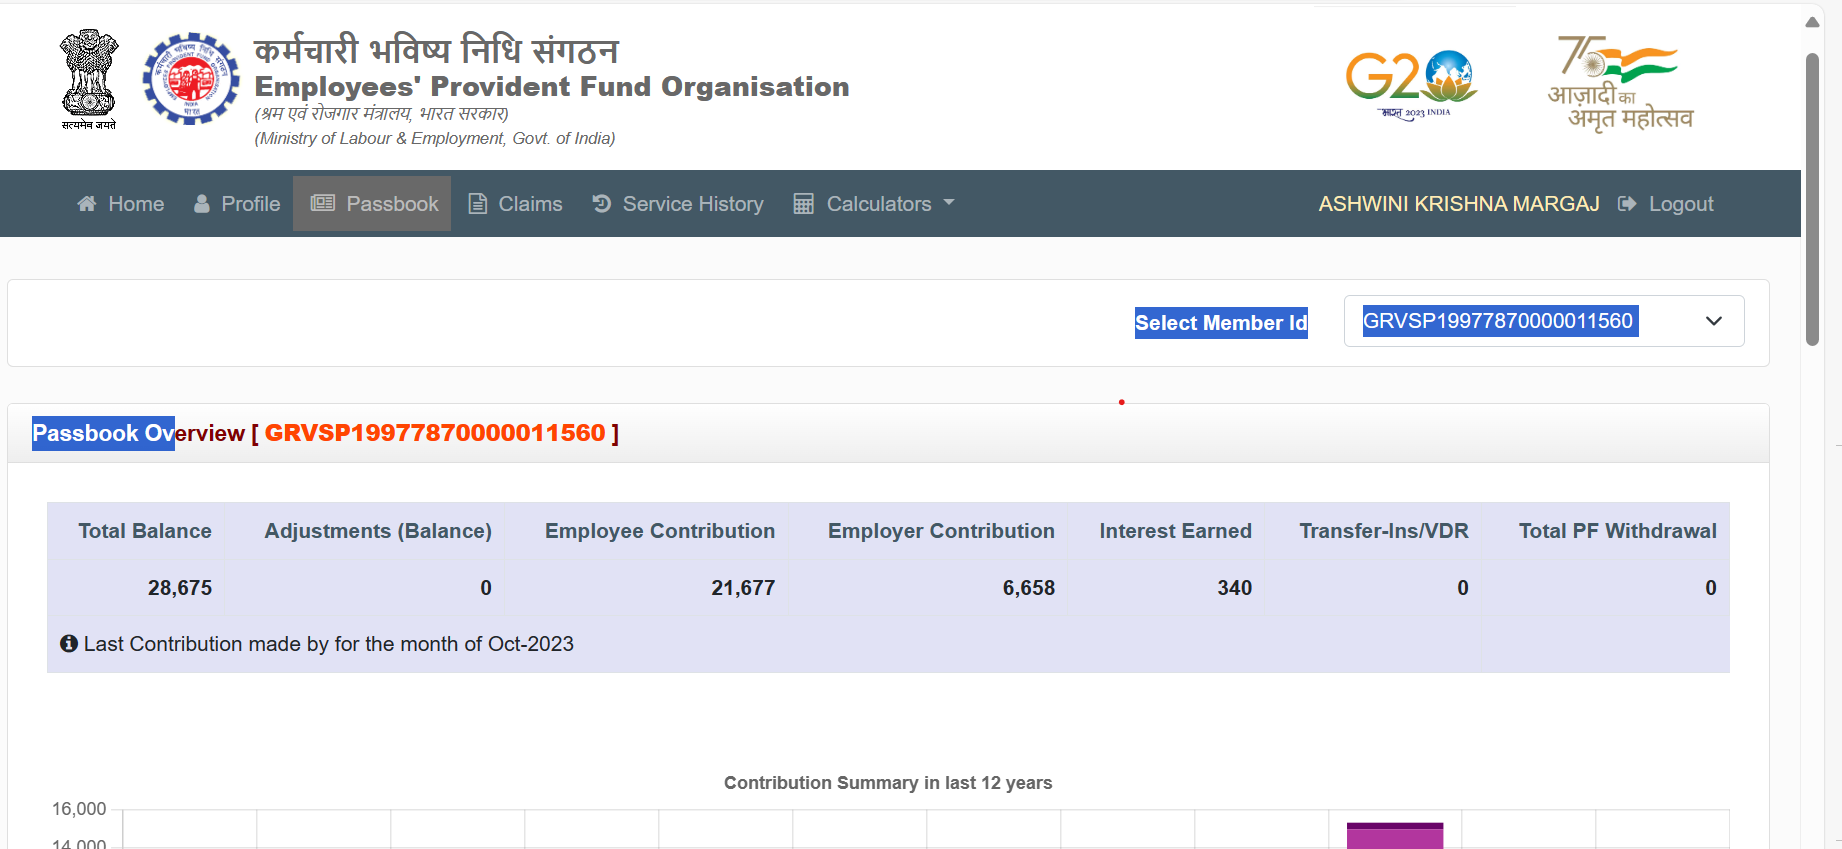 सत्यमेव जयते
कर्मचारी भविष्य निधि संगठन
Employees' Provident Fund Organisation
(श्रम एवं रोजगार मंत्रालय, भारत सरकार)
(Ministry of Labour & Employment, Govt. of India)
G20
भारत 2023 INDIA
75
आज़ादी का
अमृत महोत्सव
Home Profile Passbook Claims Service History Calculators ASHWINI KRISHNA MARGAJ Logout
Select Member Id GRVSP19977870000011560
Passbook Overview [ GRVSP19977870000011560 ]
Total Balance Adjustments (Balance) Employee Contribution Employer Contribution Interest Earned Transfer-Ins/VDR Total PF Withdrawal
28,675 0 21,677 6,658 340 0 0
Last Contribution made by for the month of Oct-2023
Contribution Summary in last 12 years
16,000
14,000